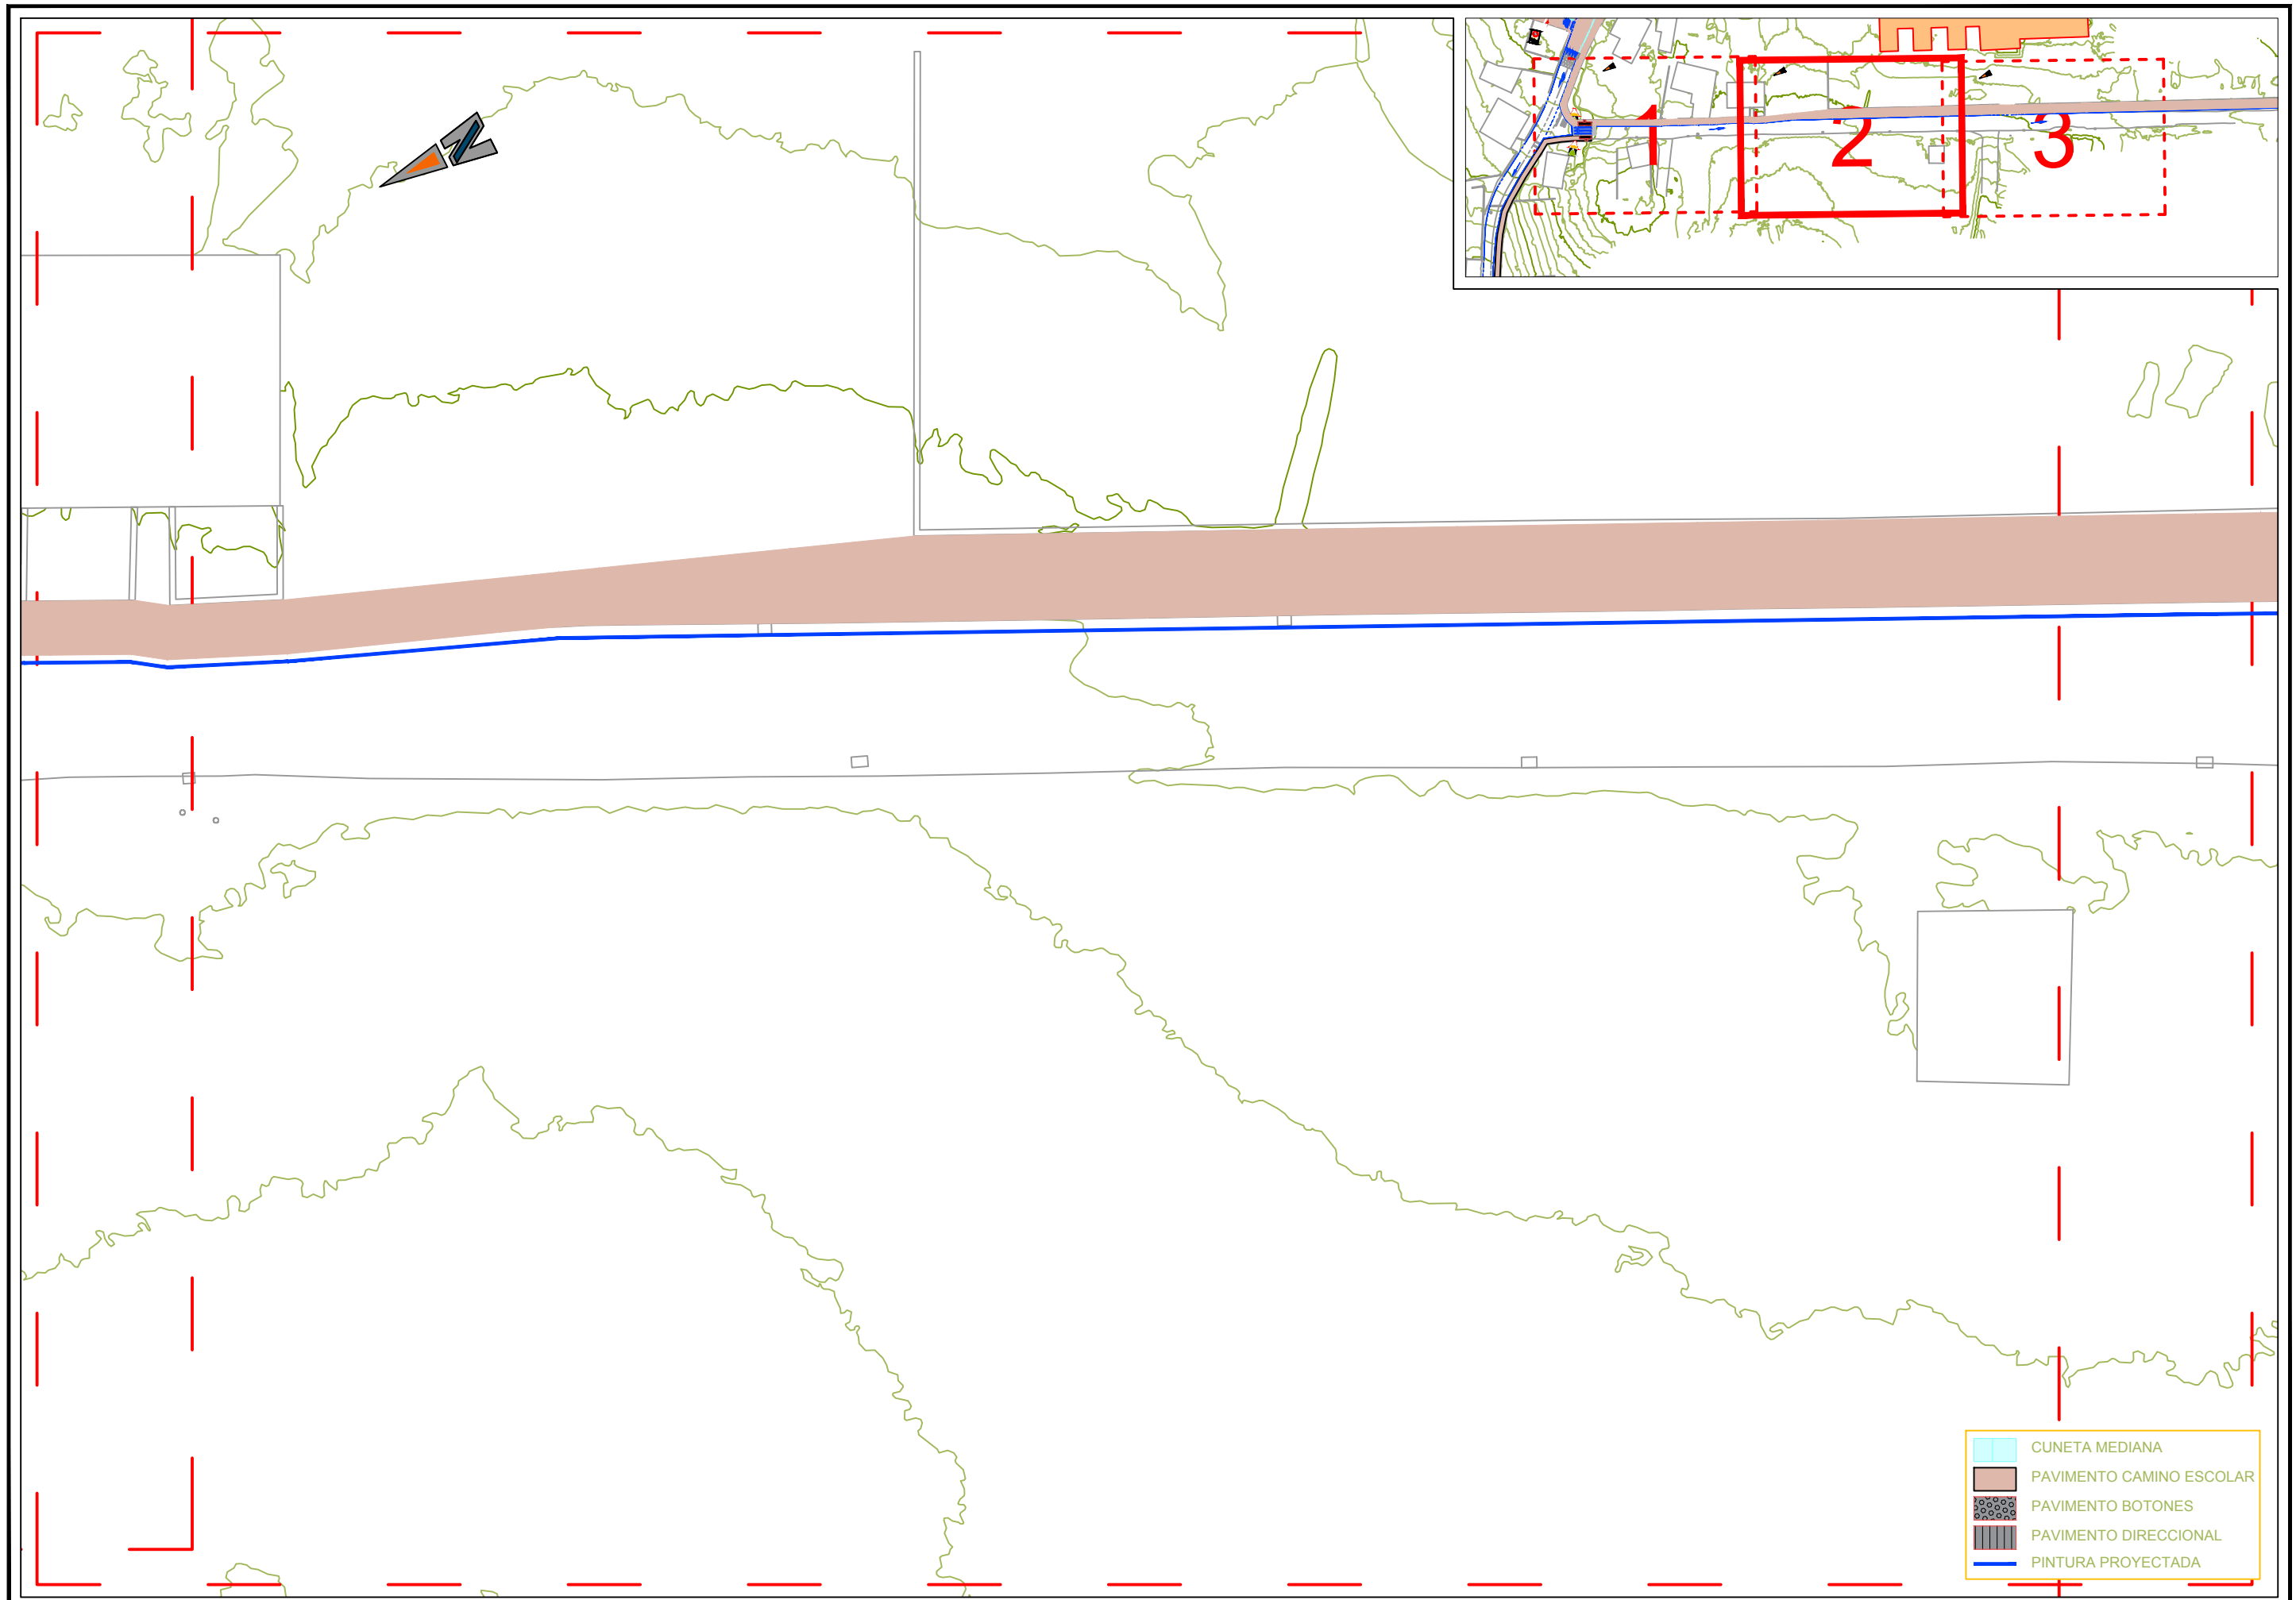 N
1
2
3
CUNETA MEDIANA
PAVIMENTO CAMINO ESCOLAR
PAVIMENTO BOTONES
PAVIMENTO DIRECCIONAL
PINTURA PROYECTADA